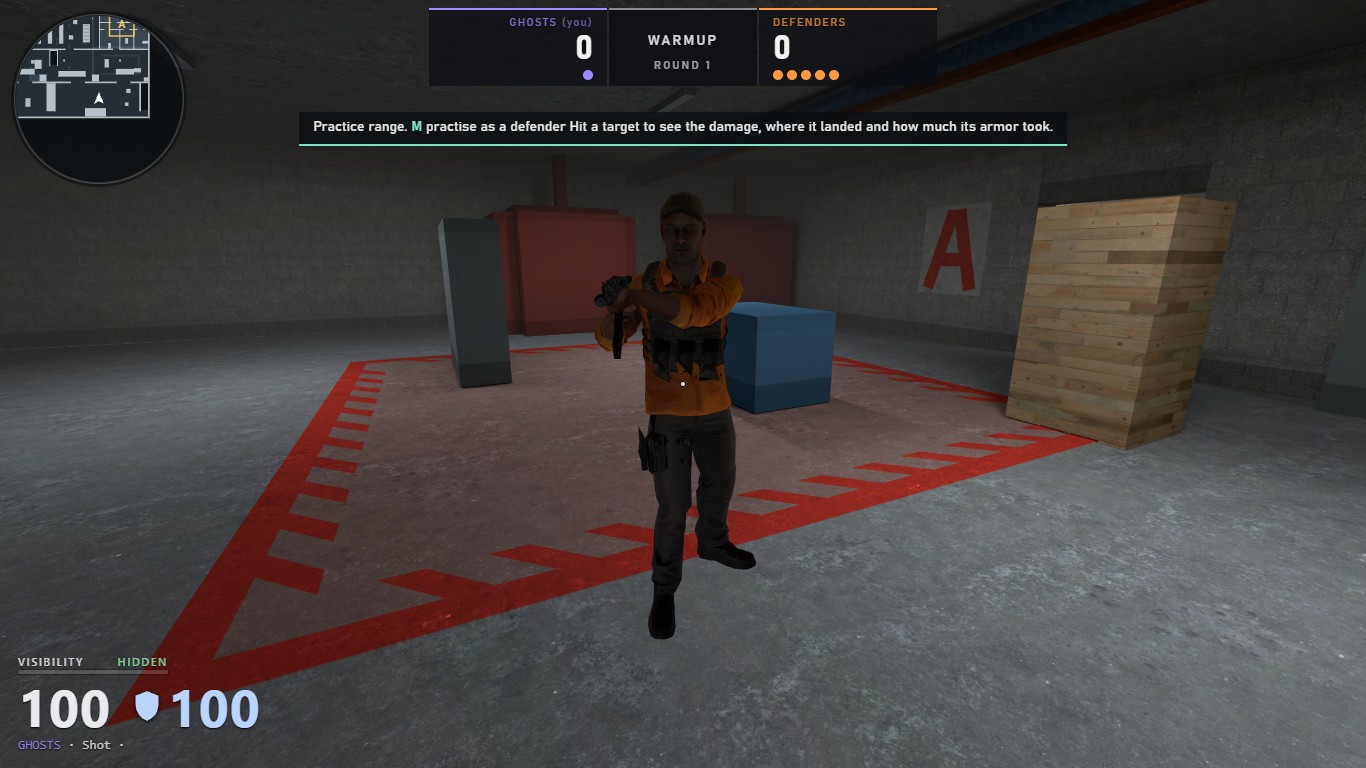 A
GHOSTS (you)
0
WARMUP
ROUND 1
DEFENDERS
0
Practice range. M practise as a defender Hit a target to see the damage, where it landed and how much its armor took.
A
VISIBILITY HIDDEN
100 100
GHOSTS · Shot ·